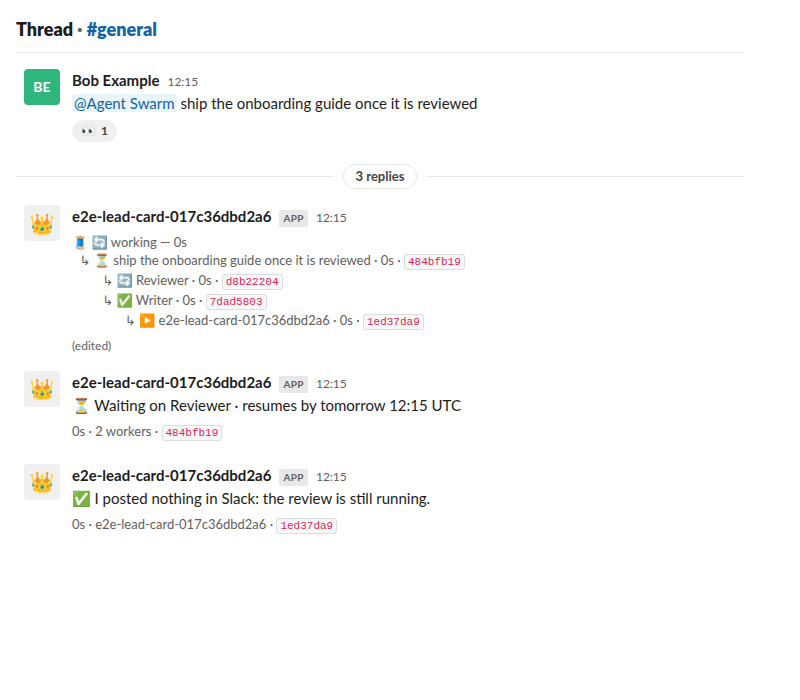 Thread • #general
BE
Bob Example 12:15
@Agent Swarm ship the onboarding guide once it is reviewed
👀 1
3 replies
e2e-lead-card-017c36dbd2a6 APP 12:15
🧵 🔄 working — 0s
↳ ⏳ ship the onboarding guide once it is reviewed · 0s · 484bfb19
↳ 🔄 Reviewer · 0s · d8b22204
↳ ✅ Writer · 0s · 7dad5803
↳ ▶️ e2e-lead-card-017c36dbd2a6 · 0s · 1ed37da9
(edited)
e2e-lead-card-017c36dbd2a6 APP 12:15
⏳ Waiting on Reviewer · resumes by tomorrow 12:15 UTC
0s · 2 workers · 484bfb19
e2e-lead-card-017c36dbd2a6 APP 12:15
✅ I posted nothing in Slack: the review is still running.
0s · e2e-lead-card-017c36dbd2a6 · 1ed37da9